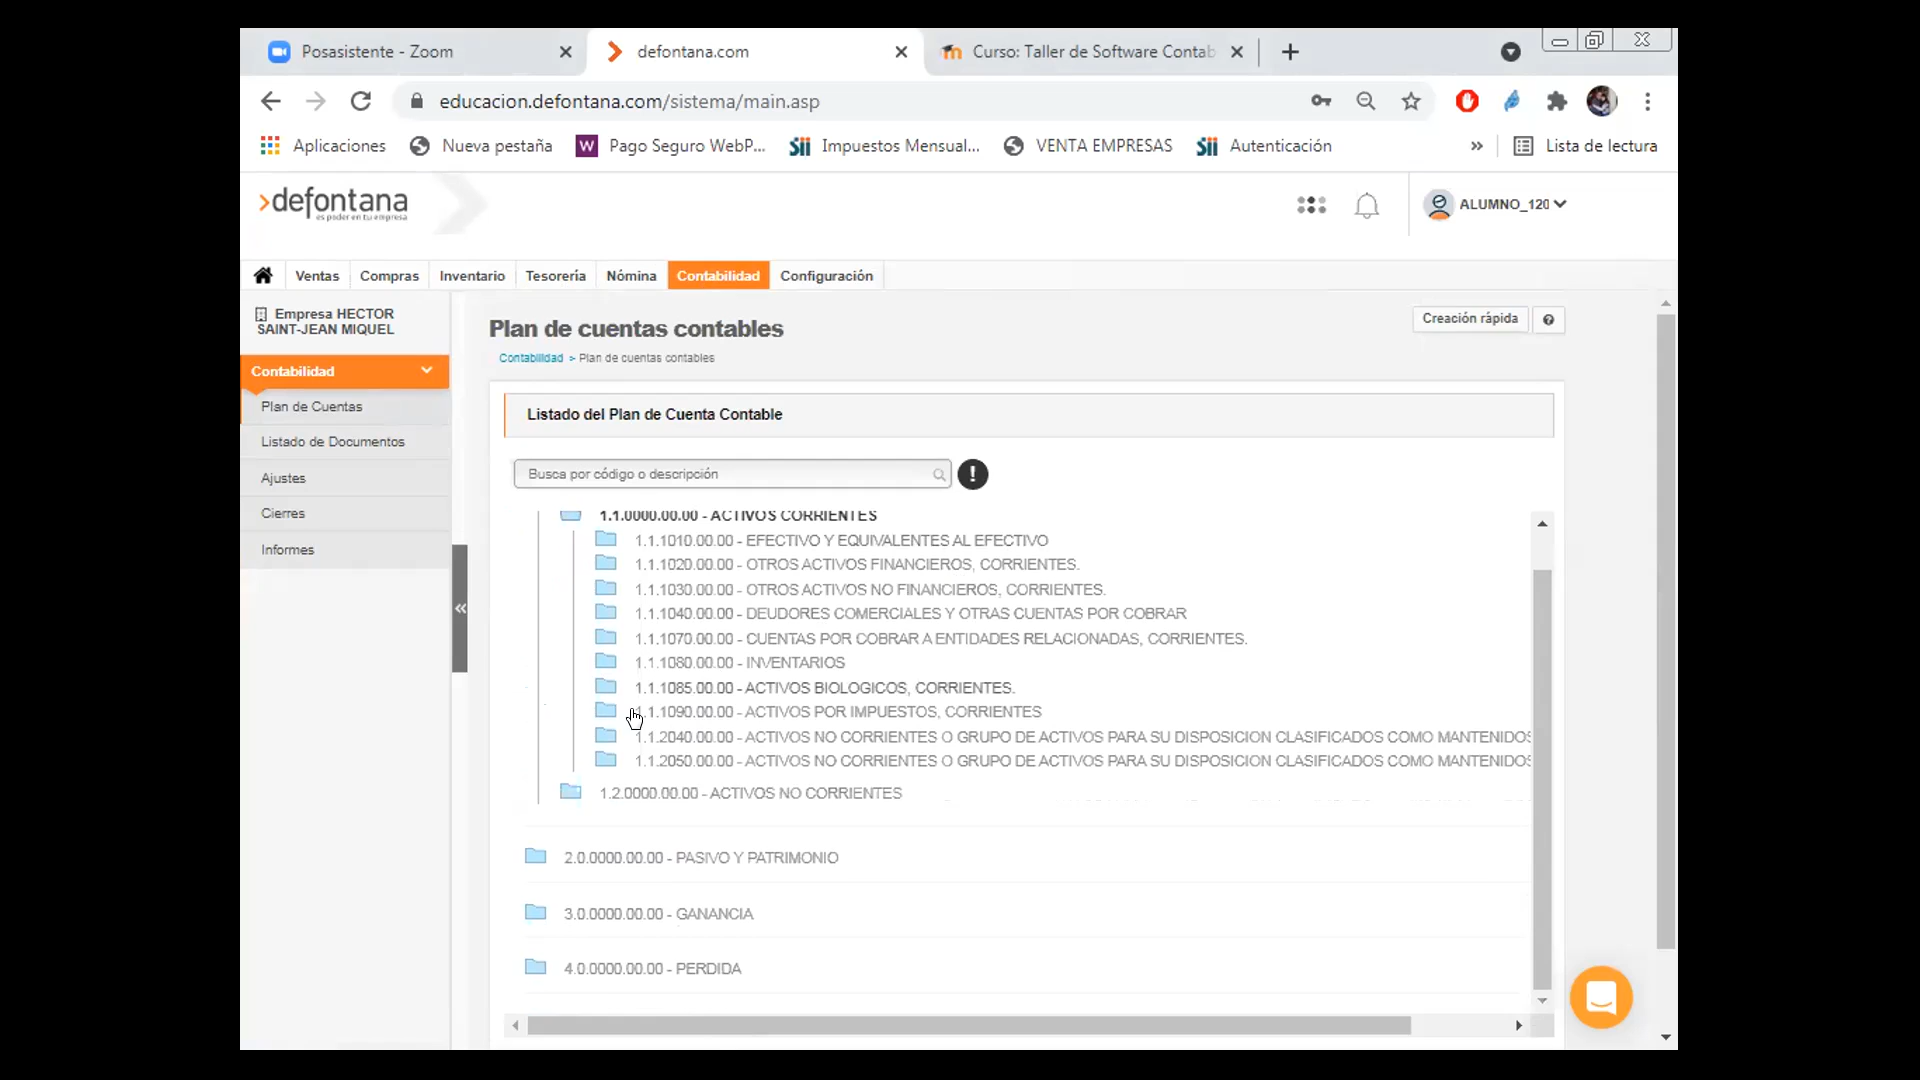 Posasistente - Zoom
defontana.com
Curso: Taller de Software Contab
educacion.defontana.com/sistema/main.asp
Aplicaciones
Nueva pestaña
Pago Seguro WebP...
Impuestos Mensual...
VENTA EMPRESAS
Autenticación
»
Lista de lectura
defontana
es poder en tu empresa
ALUMNO_120
Ventas
Compras
Inventario
Tesorería
Nómina
Contabilidad
Configuración
Empresa HECTOR
SAINT-JEAN MIQUEL
Contabilidad
Plan de Cuentas
Listado de Documentos
Ajustes
Cierres
Informes
«
Plan de cuentas contables
Creación rápida
Contabilidad > Plan de cuentas contables
Listado del Plan de Cuenta Contable
Busca por código o descripción
1.1.0000.00.00 - ACTIVOS CORRIENTES
1.1.1010.00.00 - EFECTIVO Y EQUIVALENTES AL EFECTIVO
1.1.1020.00.00 - OTROS ACTIVOS FINANCIEROS, CORRIENTES.
1.1.1030.00.00 - OTROS ACTIVOS NO FINANCIEROS, CORRIENTES.
1.1.1040.00.00 - DEUDORES COMERCIALES Y OTRAS CUENTAS POR COBRAR
1.1.1070.00.00 - CUENTAS POR COBRAR A ENTIDADES RELACIONADAS, CORRIENTES.
1.1.1080.00.00 - INVENTARIOS
1.1.1085.00.00 - ACTIVOS BIOLOGICOS, CORRIENTES.
1.1.1090.00.00 - ACTIVOS POR IMPUESTOS, CORRIENTES
1.1.2040.00.00 - ACTIVOS NO CORRIENTES O GRUPO DE ACTIVOS PARA SU DISPOSICION CLASIFICADOS COMO MANTENIDOS
1.1.2050.00.00 - ACTIVOS NO CORRIENTES O GRUPO DE ACTIVOS PARA SU DISPOSICION CLASIFICADOS COMO MANTENIDOS
1.2.0000.00.00 - ACTIVOS NO CORRIENTES
2.0.0000.00.00 - PASIVO Y PATRIMONIO
3.0.0000.00.00 - GANANCIA
4.0.0000.00.00 - PERDIDA